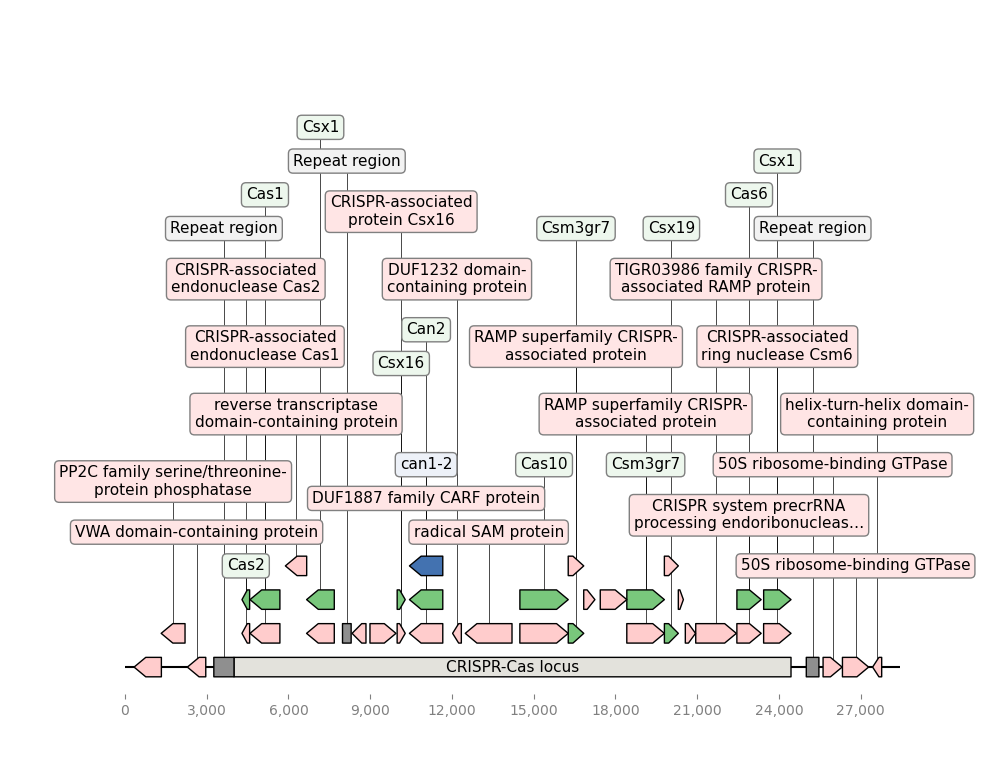 Csx1
Repeat region
Csx1
Cas1
Cas6
CRISPR-associated
protein Csx16
Repeat region
Csm3gr7
Csx19
Repeat region
CRISPR-associated
endonuclease Cas2
DUF1232 domain-
containing protein
TIGR03986 family CRISPR-
associated RAMP protein
Can2
CRISPR-associated
endonuclease Cas1
RAMP superfamily CRISPR-
associated protein
CRISPR-associated
ring nuclease Csm6
Csx16
reverse transcriptase
domain-containing protein
RAMP superfamily CRISPR-
associated protein
helix-turn-helix domain-
containing protein
PP2C family serine/threonine-
protein phosphatase
can1-2
Cas10
Csm3gr7
50S ribosome-binding GTPase
DUF1887 family CARF protein
CRISPR system precrRNA
processing endoribonucleas...
VWA domain-containing protein
radical SAM protein
Cas2
50S ribosome-binding GTPase
CRISPR-Cas locus
0
3,000
6,000
9,000
12,000
15,000
18,000
21,000
24,000
27,000